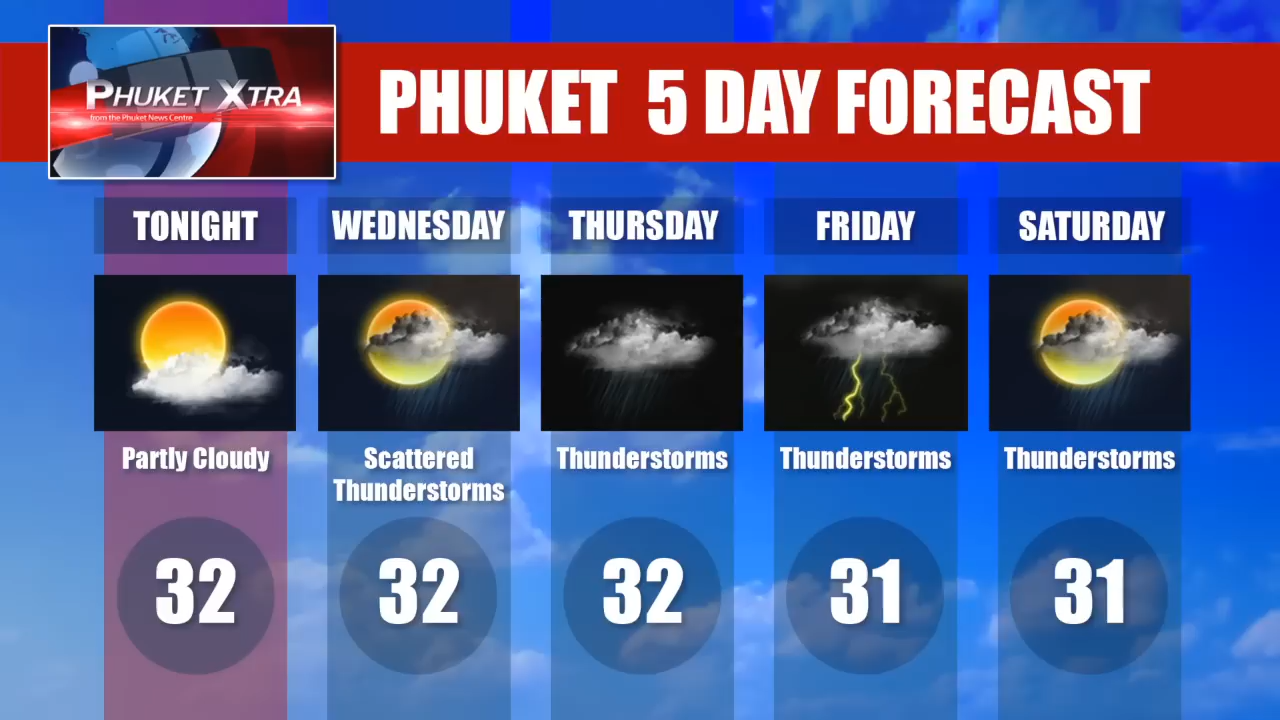 PHUKET XTRA
from the Phuket News Centre
PHUKET 5 DAY FORECAST
TONIGHT
WEDNESDAY
THURSDAY
FRIDAY
SATURDAY
Partly Cloudy
Scattered
Thunderstorms
Thunderstorms
Thunderstorms
Thunderstorms
32
32
32
31
31